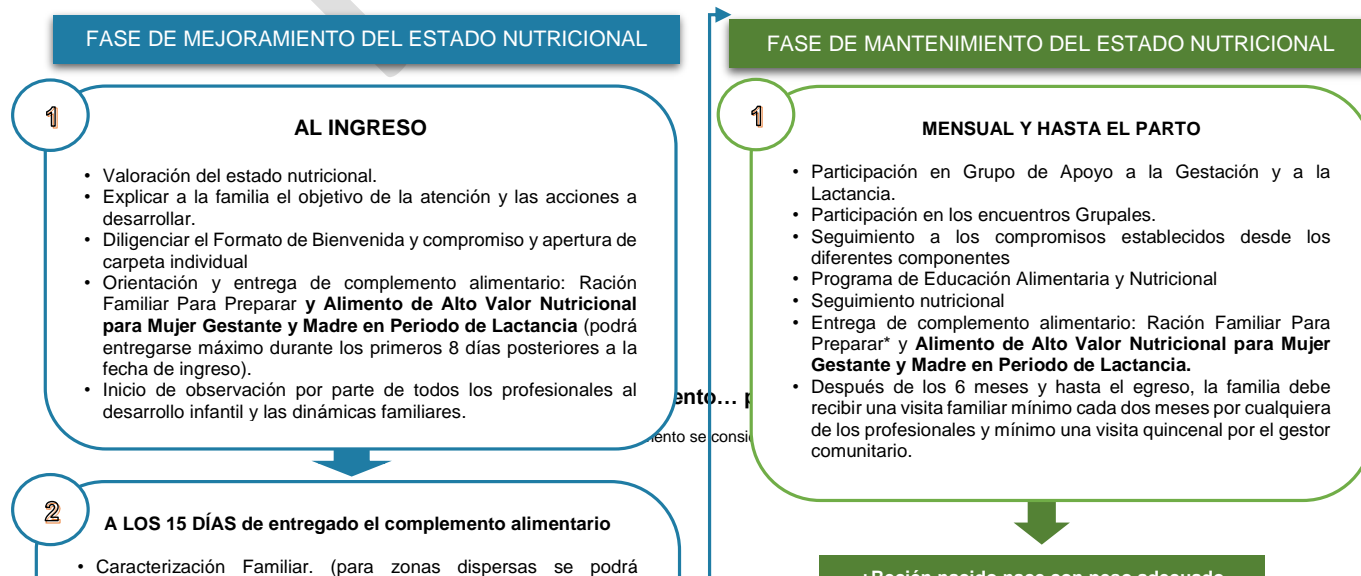 FASE DE MEJORAMIENTO DEL ESTADO NUTRICIONAL
1
AL INGRESO
• Valoración del estado nutricional.
• Explicar a la familia el objetivo de la atención y las acciones a
desarrollar.
• Diligenciar el Formato de Bienvenida y compromiso y apertura de
carpeta individual
• Orientación y entrega de complemento alimentario: Ración
Familiar Para Preparar y Alimento de Alto Valor Nutricional
para Mujer Gestante y Madre en Periodo de Lactancia (podrá
entregarse máximo durante los primeros 8 días posteriores a la
fecha de ingreso).
• Inicio de observación por parte de todos los profesionales al
desarrollo infantil y las dinámicas familiares.
2
A LOS 15 DÍAS de entregado el complemento alimentario
• Caracterización Familiar. (para zonas dispersas se podrá
ento… p
ento se consi
FASE DE MANTENIMIENTO DEL ESTADO NUTRICIONAL
1
MENSUAL Y HASTA EL PARTO
• Participación en Grupo de Apoyo a la Gestación y a la
Lactancia.
• Participación en los encuentros Grupales.
• Seguimiento a los compromisos establecidos desde los
diferentes componentes
• Programa de Educación Alimentaria y Nutricional
• Seguimiento nutricional
• Entrega de complemento alimentario: Ración Familiar Para
Preparar* y Alimento de Alto Valor Nutricional para Mujer
Gestante y Madre en Periodo de Lactancia.
• Después de los 6 meses y hasta el egreso, la familia debe
recibir una visita familiar mínimo cada dos meses por cualquiera
de los profesionales y mínimo una visita quincenal por el gestor
comunitario.
nacido nace con peso adecuado